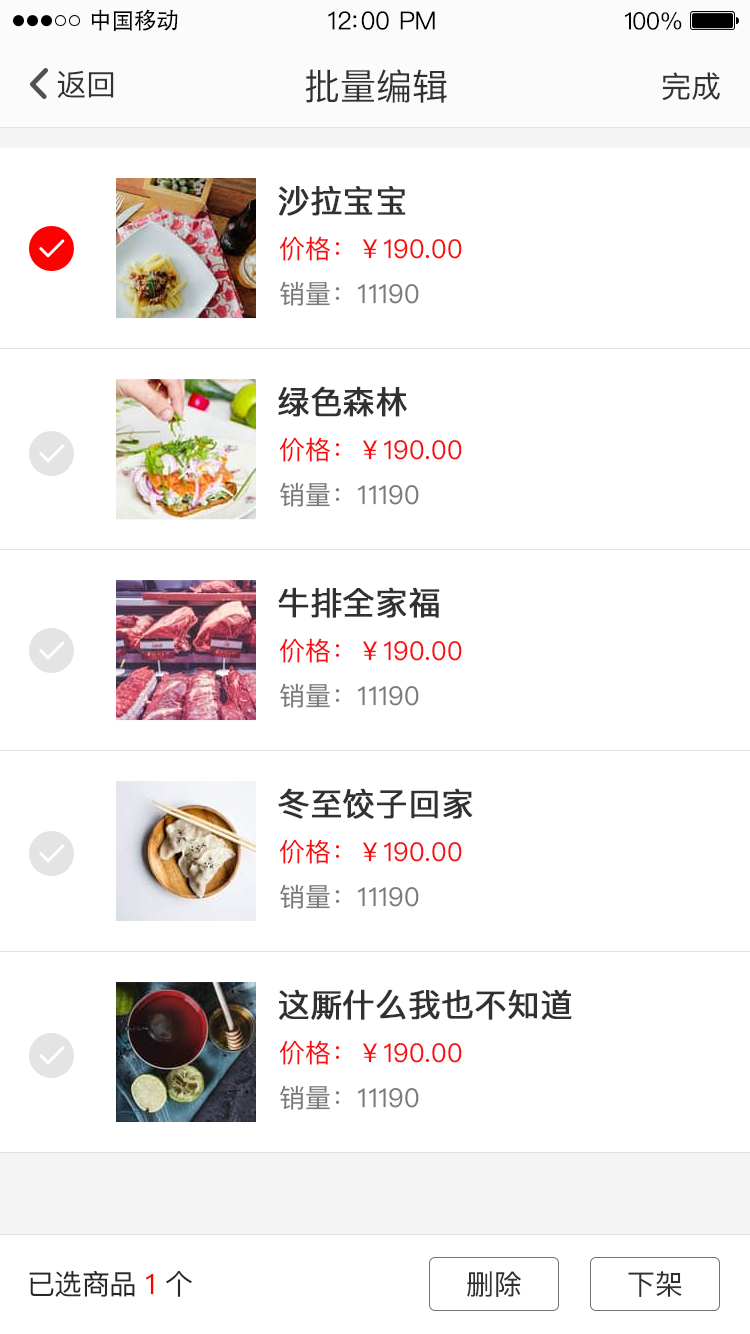 中国移动 12:00 PM 100%
返回 批量编辑 完成
沙拉宝宝
价格：￥190.00
销量：11190
绿色森林
价格：￥190.00
销量：11190
牛排全家福
价格：￥190.00
销量：11190
冬至饺子回家
价格：￥190.00
销量：11190
这厮什么我也不知道
价格：￥190.00
销量：11190
已选商品 1 个 删除 下架